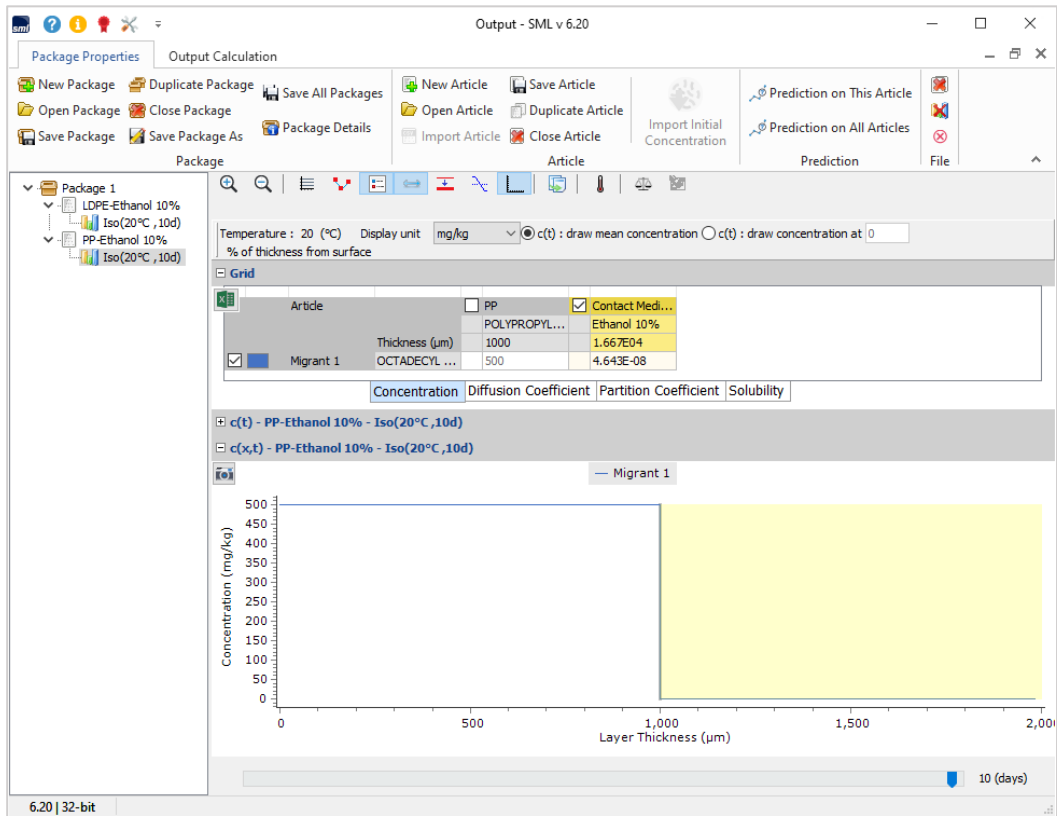 sml
Output - SML v 6.20
Package Properties Output Calculation
New Package Duplicate Package Save All Packages New Article Save Article Import Initial Concentration Prediction on This Article
Open Package Close Package Open Article Duplicate Article
Save Package Save Package As Package Details Import Article Close Article Prediction on All Articles
Package Article Prediction File
Package 1
LDPE-Ethanol 10%
Iso(20°C ,10d)
PP-Ethanol 10%
Iso(20°C ,10d)
Temperature : 20 (°C) Display unit mg/kg c(t) : draw mean concentration c(t) : draw concentration at 0
% of thickness from surface
Grid
Article PP Contact Medi...
POLYPROPYL... Ethanol 10%
Thickness (µm) 1000 1.667E04
Migrant 1 OCTADECYL ... 500 4.643E-08
Concentration Diffusion Coefficient Partition Coefficient Solubility
c(t) - PP-Ethanol 10% - Iso(20°C ,10d)
c(x,t) - PP-Ethanol 10% - Iso(20°C ,10d)
Migrant 1
Concentration (mg/kg)
500
450
400
350
300
250
200
150
100
50
0
0 500 1,000 1,500 2,00
Layer Thickness (µm)
10 (days)
6.20 | 32-bit